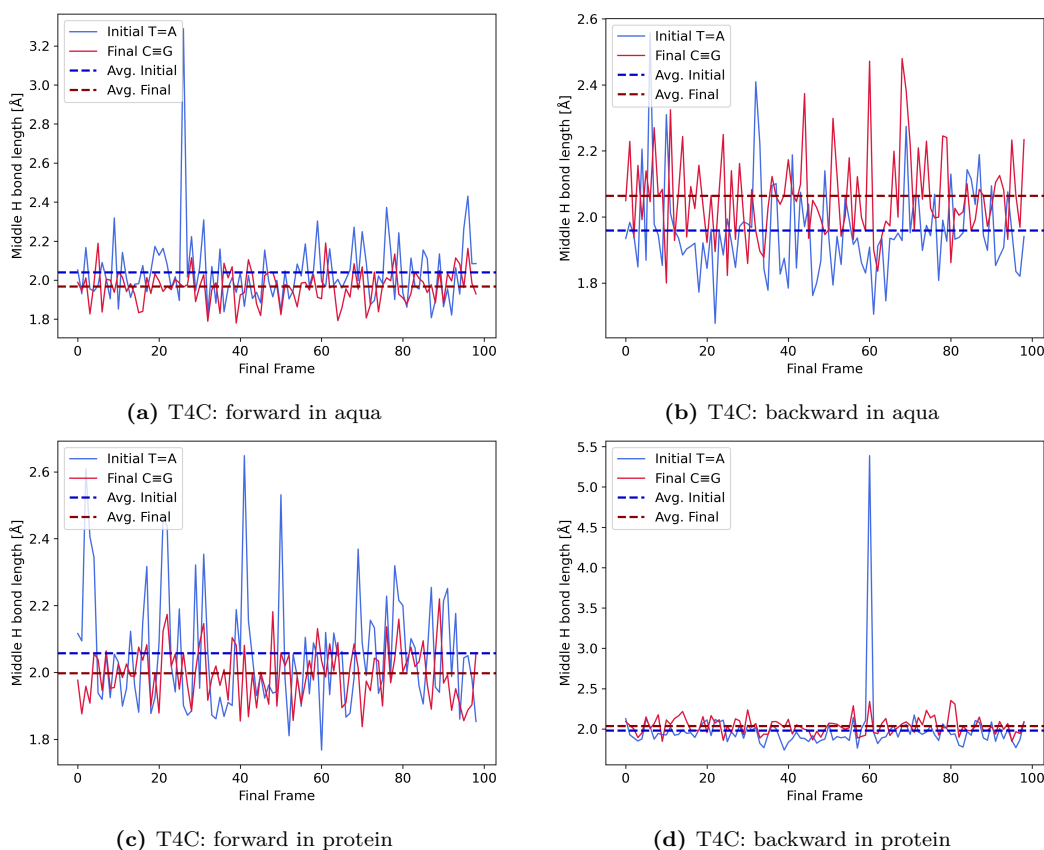 3.2
3.0
2.8
2.6
2.4
2.2
2.0
1.8
Middle H bond length [Å]
Initial T=A
Final C≡G
Avg. Initial
Avg. Final
0 20 40 60 80 100
Final Frame
(a) T4C: forward in aqua
2.6
2.4
2.2
2.0
1.8
Middle H bond length [Å]
Initial T=A
Final C≡G
Avg. Initial
Avg. Final
0 20 40 60 80 100
Final Frame
(b) T4C: backward in aqua
2.6
2.4
2.2
2.0
1.8
Middle H bond length [Å]
Initial T=A
Final C≡G
Avg. Initial
Avg. Final
0 20 40 60 80 100
Final Frame
(c) T4C: forward in protein
5.5
5.0
4.5
4.0
3.5
3.0
2.5
2.0
Middle H bond length [Å]
Initial T=A
Final C≡G
Avg. Initial
Avg. Final
0 20 40 60 80 100
Final Frame
(d) T4C: backward in protein